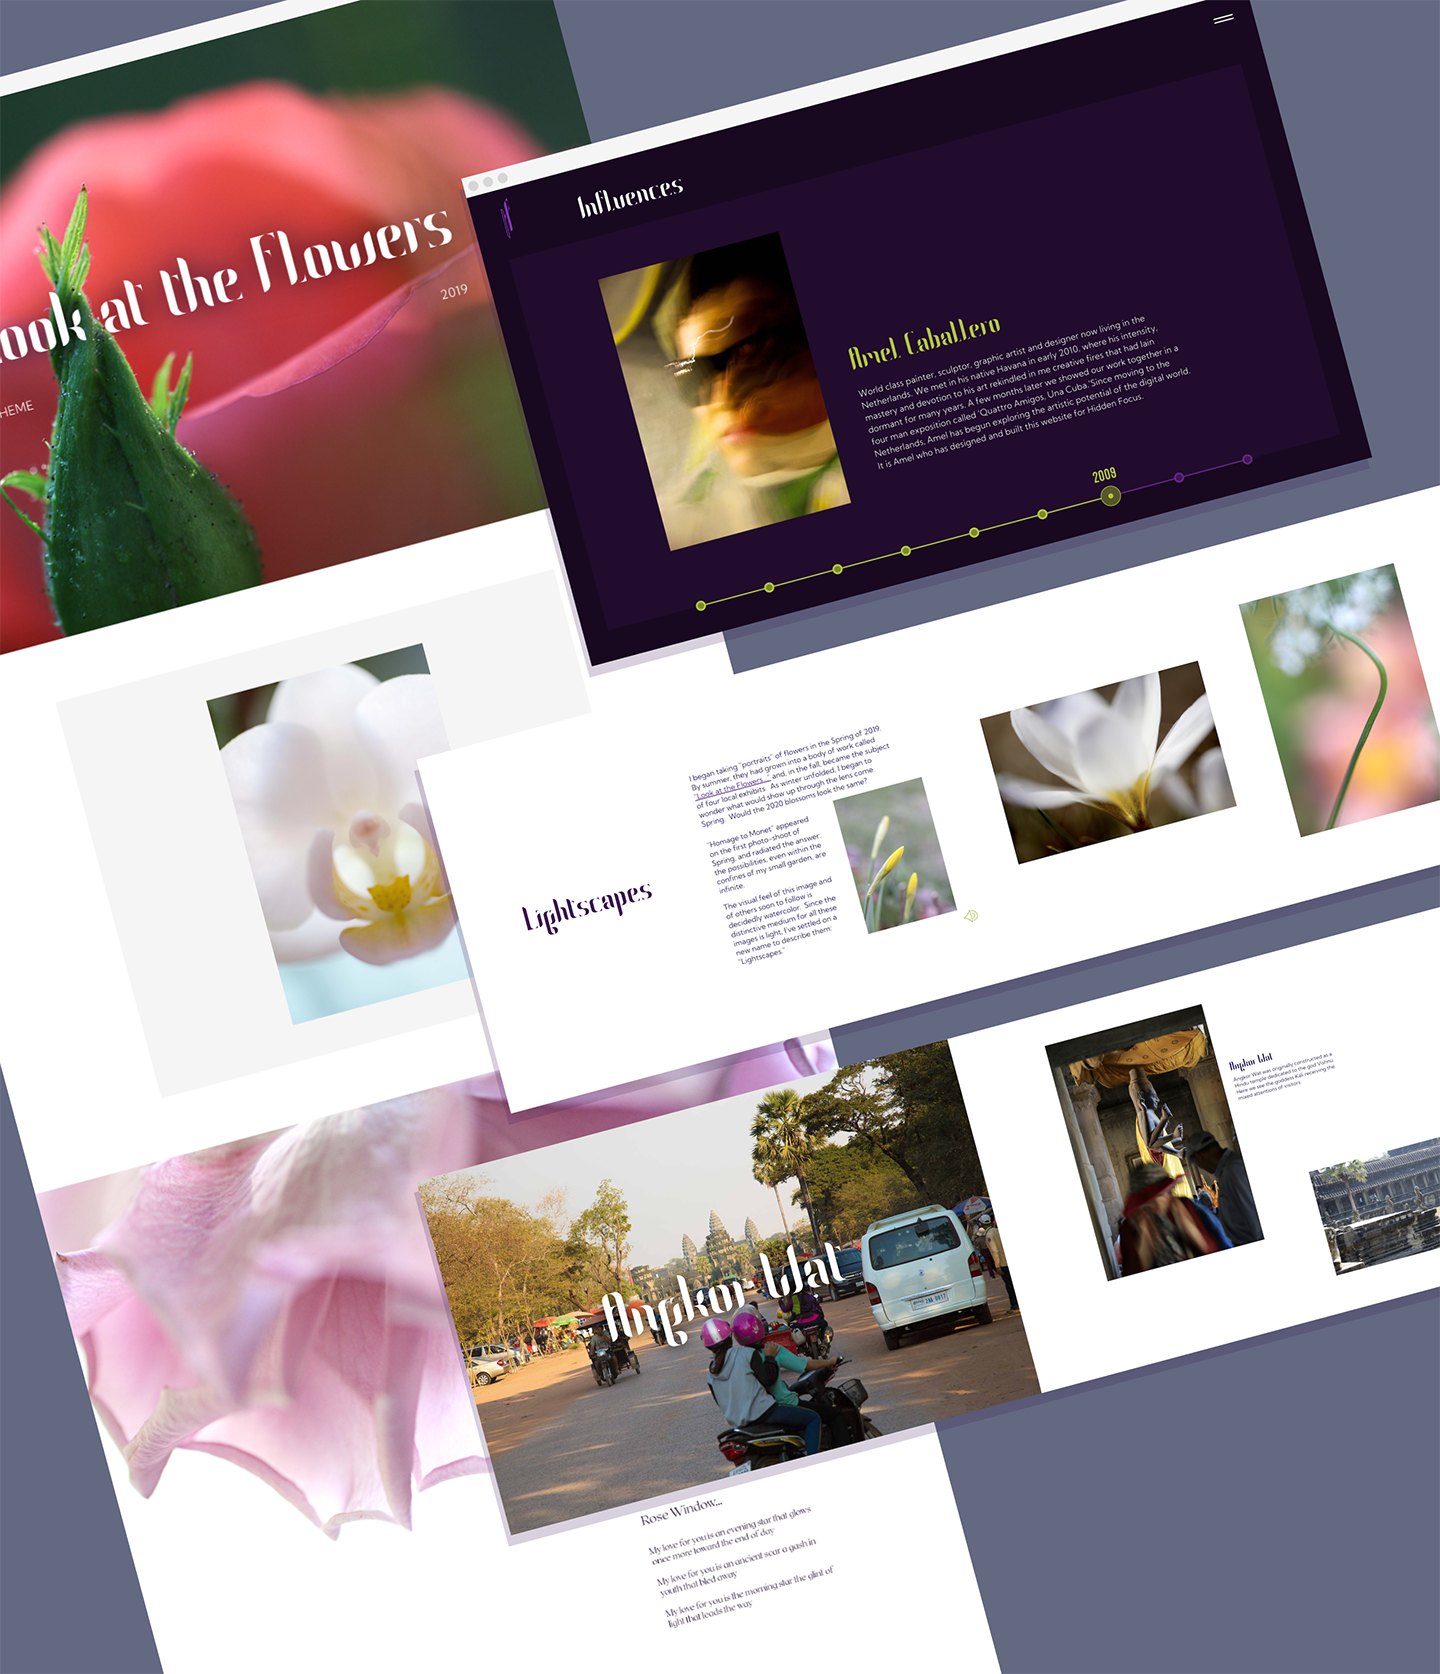 Look at the Flowers
2019
THEME
Influences
Amel Caballero
World class painter, sculptor, graphic artist and designer now living in the
Netherlands. We met in his native Havana in early 2010, where his intensity,
mastery and devotion to his art rekindled in me creative fires that had lain
dormant for many years. A few months later we showed our work together in a
four man exposition called 'Quattro Amigos, Una Cuba.'Since moving to the
Netherlands, Amel has begun exploring the artistic potential of the digital world.
It is Amel who has designed and built this website for Hidden Focus.
2009
Lightscapes
I began taking "portraits" of flowers in the Spring of 2019.
By summer, they had grown into a body of work called
"Look at the Flowers..." and, in the fall, became the subject
of four local exhibits. As winter unfolded, I began to
wonder what would show up through the lens come
Spring. Would the 2020 blossoms look the same?
"Homage to Monet" appeared
on the first photo-shoot of
Spring, and radiated the answer:
the possibilities, even within the
confines of my small garden, are
infinite.
The visual feel of this image and
of others soon to follow is
decidedly watercolor. Since the
distinctive medium for all these
images is light, I've settled on a
new name to describe them:
"Lightscapes."
Angkor Wat
Angkor Wat
Angkor Wat was originally constructed as a
Hindu temple dedicated to the god Vishnu.
Here we see the goddess Kali receiving the
mixed attentions of visitors.
Rose Window...
My love for you is an evening star that glows
once more toward the end of day
My love for you is an ancient scar a gash in
youth that bled away
My love for you is the morning star the glint of
light that leads the way